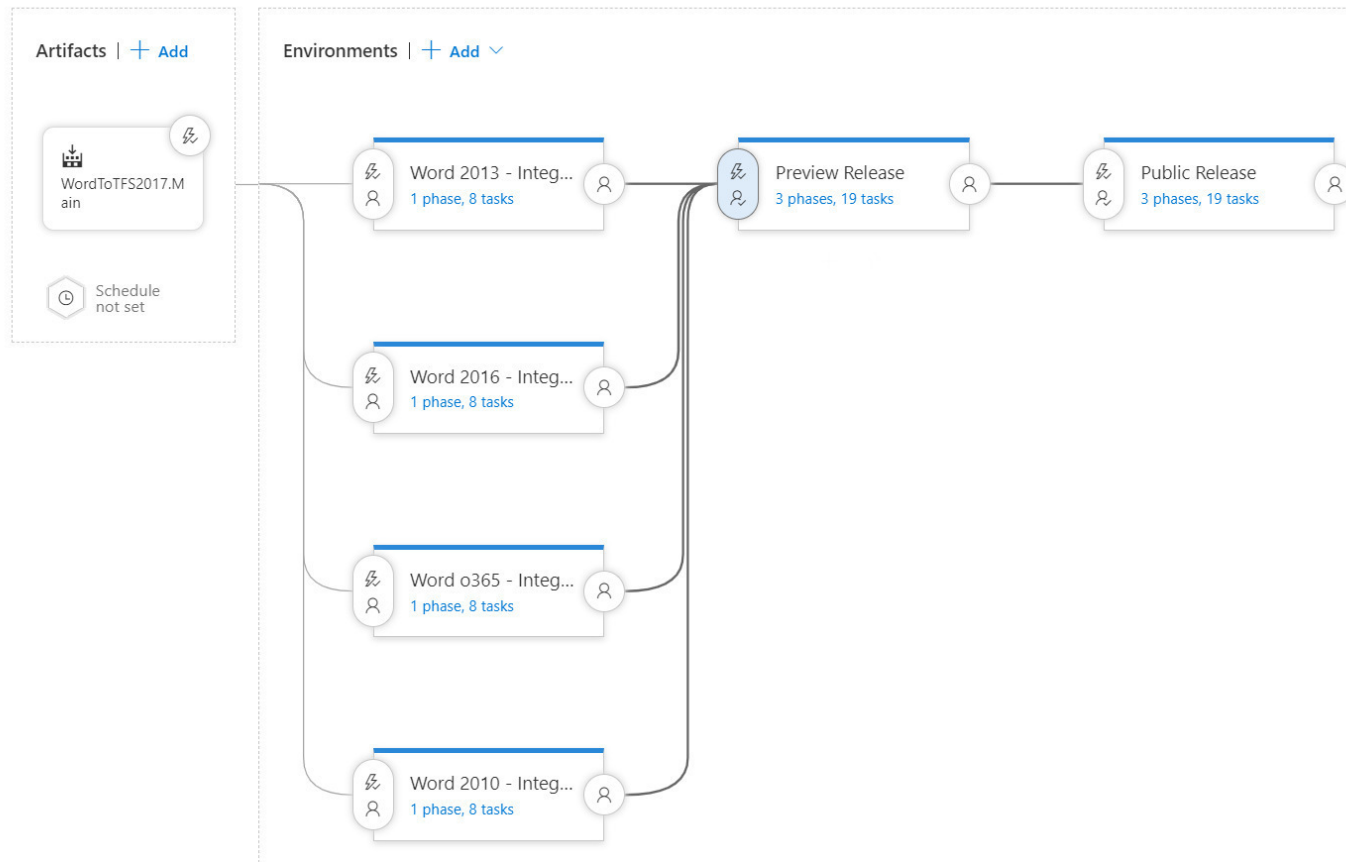 Artifacts | + Add
Environments | + Add
WordToTFS2017.M
ain
Schedule
not set
Word 2013 - Integ...
1 phase, 8 tasks
Preview Release
3 phases, 19 tasks
Public Release
3 phases, 19 tasks
Word 2016 - Integ...
1 phase, 8 tasks
Word o365 - Integ...
1 phase, 8 tasks
Word 2010 - Integ...
1 phase, 8 tasks